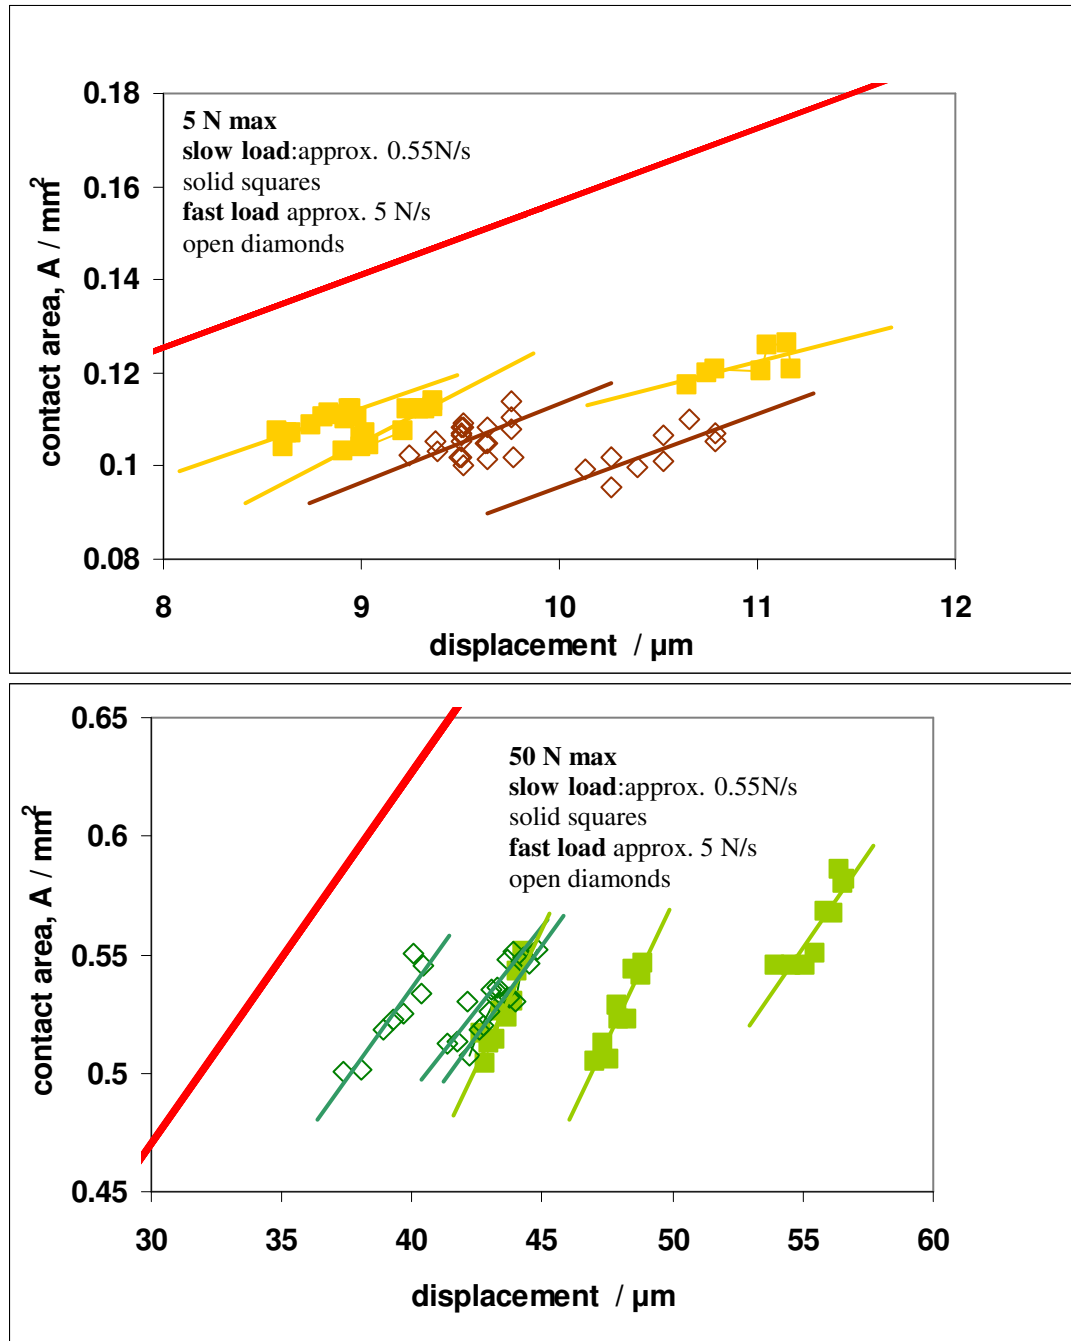 0.18
0.16
0.14
0.12
0.1
0.08
contact area, A / mm²
5 N max
slow load:approx. 0.55N/s
solid squares
fast load approx. 5 N/s
open diamonds
8 9 10 11 12
displacement / µm
0.65
0.6
0.55
0.5
0.45
contact area, A / mm²
50 N max
slow load:approx. 0.55N/s
solid squares
fast load approx. 5 N/s
open diamonds
30 35 40 45 50 55 60
displacement / µm